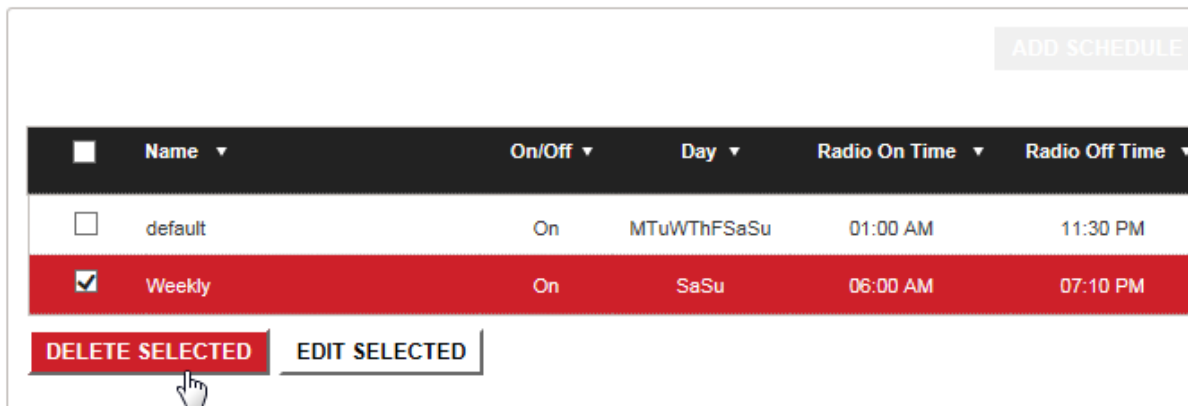 ADD SCHEDULE
Name On/Off Day Radio On Time Radio Off Time
default On MTuWThFSaSu 01:00 AM 11:30 PM
Weekly On SaSu 06:00 AM 07:10 PM
DELETE SELECTED EDIT SELECTED